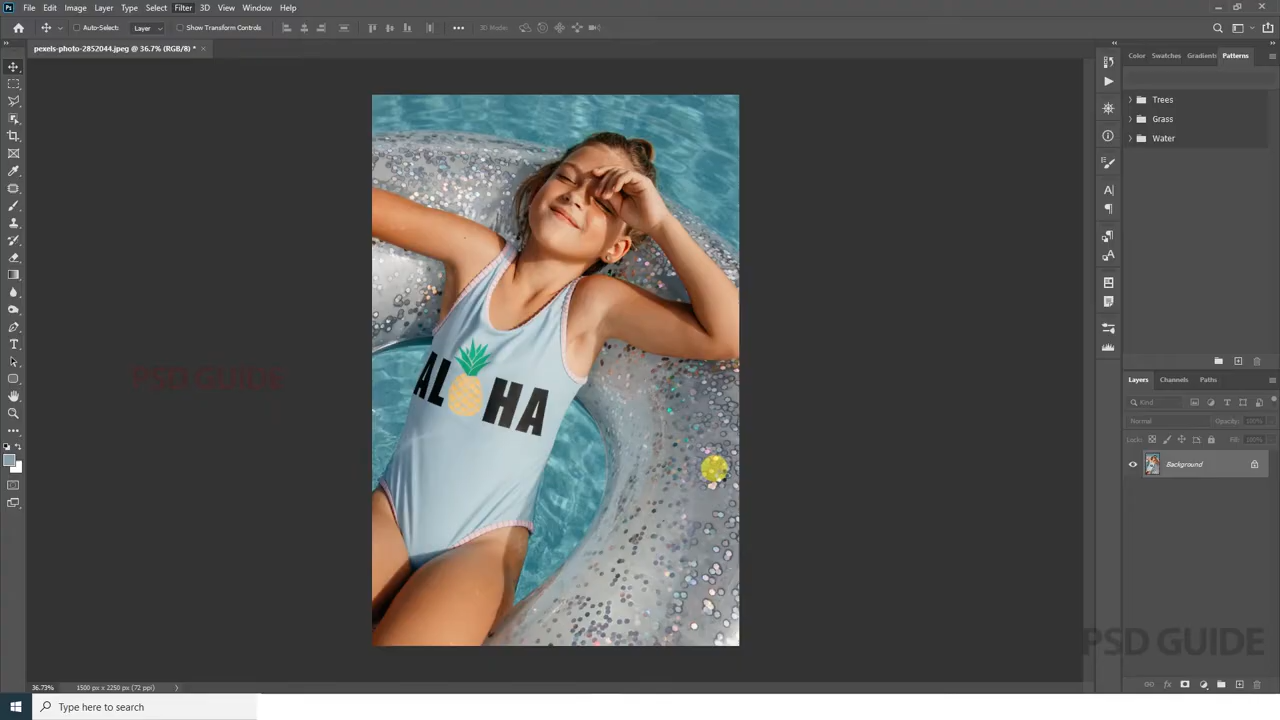 Ps File Edit Image Layer Type Select Filter 3D View Window Help
Auto-Select: Layer Show Transform Controls 3D Mode:
pexels-photo-2852044.jpeg @ 36.7% (RGB/8) *
Color Swatches Gradients Patterns
Trees
Grass
Water
ALOHA
PSD GUIDE
Layers Channels Paths
Kind
Normal Opacity: 100%
Lock: Fill: 100%
Background
PSD GUIDE
36.73% 1500 px x 2250 px (72 ppi)
Type here to search